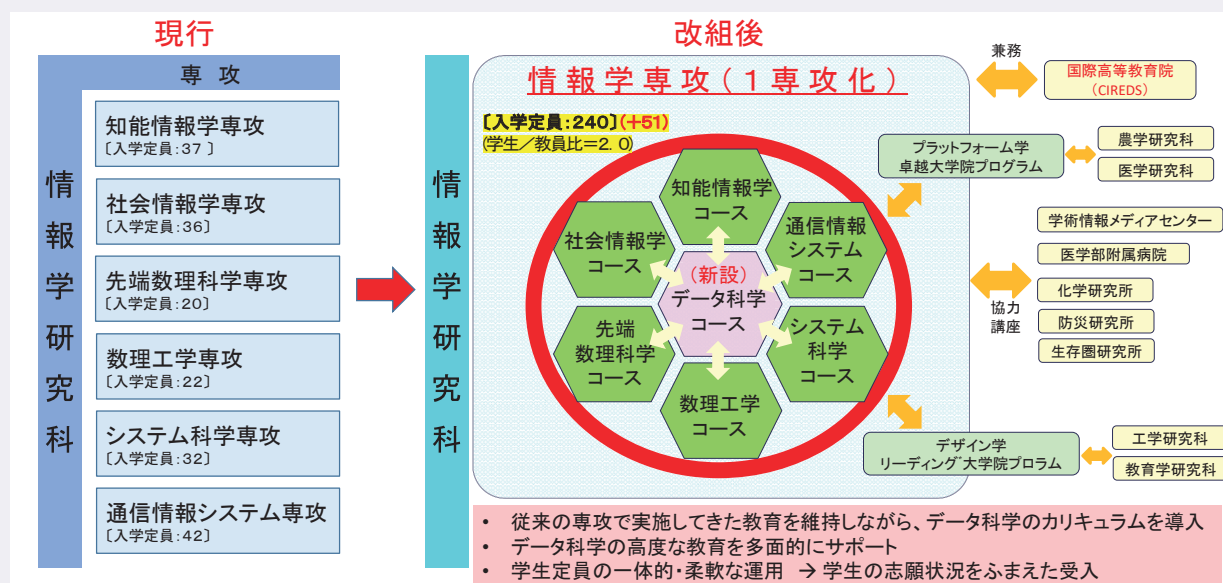 現行
専 攻
情報学研究科
知能情報学専攻
[入学定員:37 ]
社会情報学専攻
[入学定員:36]
先端数理科学専攻
[入学定員:20]
数理工学専攻
[入学定員:22]
システム科学専攻
[入学定員:32]
通信情報システム専攻
[入学定員:42]
改組後
情報学研究科
情報学専攻(1専攻化)
[入学定員:240](+51)
(学生/教員比=2.0)
知能情報学
コース
社会情報学
コース
通信情報
システム
コース
(新設)
データ科学
コース
先端
数理科学
コース
システム
科学
コース
数理工学
コース
兼務
国際高等教育院
(CIREDS)
プラットフォーム学
卓越大学院プログラム
農学研究科
医学研究科
協力
講座
学術情報メディアセンター
医学部附属病院
化学研究所
防災研究所
生存圏研究所
デザイン学
リーディング大学院プロラム
工学研究科
教育学研究科
• 従来の専攻で実施してきた教育を維持しながら、データ科学のカリキュラムを導入
• データ科学の高度な教育を多面的にサポート
• 学生定員の一体的・柔軟な運用 → 学生の志願状況をふまえた受入